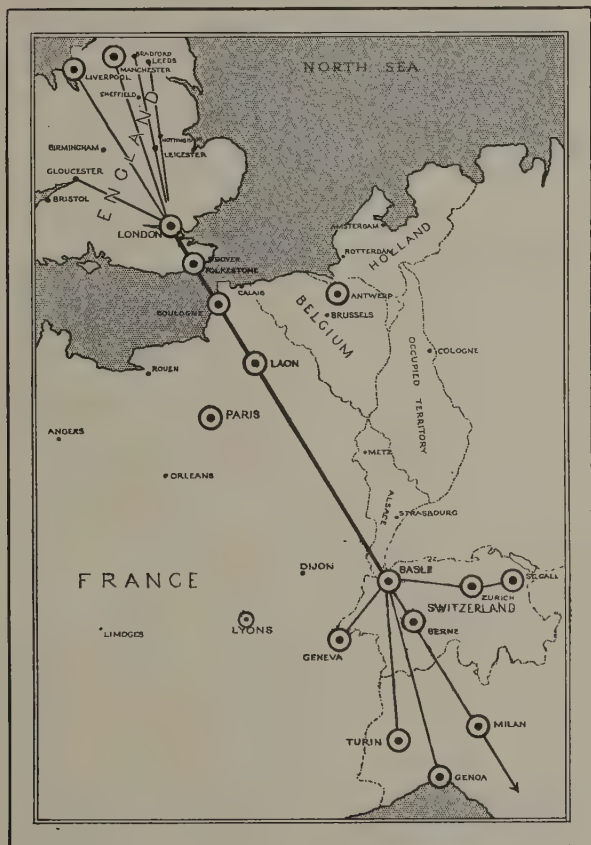 NORTH SEA
BRADFORD
LEEDS
MANCHESTER
LIVERPOOL
SHEFFIELD
ENGLAND
NOTTINGHAM
BIRMINGHAM
LEICESTER
GLOUCESTER
BRISTOL
LONDON
AMSTERDAM
HOLLAND
ROTTERDAM
DOVER
FOLKESTONE
CALAIS
ANTWERP
BOULOGNE
BRUSSELS
BELGIUM
COLOGNE
OCCUPIED TERRITORY
LAON
ROUEN
PARIS
ANGERS
METZ
ORLEANS
ALSACE
STRASBOURG
DIJON
BASLE
FRANCE
ST. GALL
ZURICH
SWITZERLAND
LYONS
BERNE
LIMOGES
GENEVA
MILAN
TURIN
GENOA